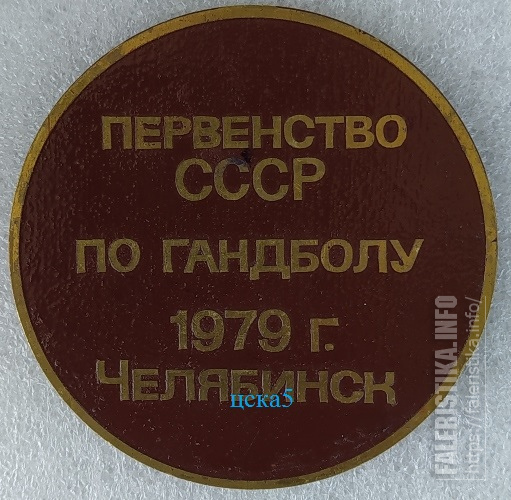 ПЕРВЕНСТВО
СССР
ПО ГАНДБОЛУ
1979 Г.
ЧЕЛЯБИНСК
цска5
FALERISTIKA.INFO
https://faleristika.info/